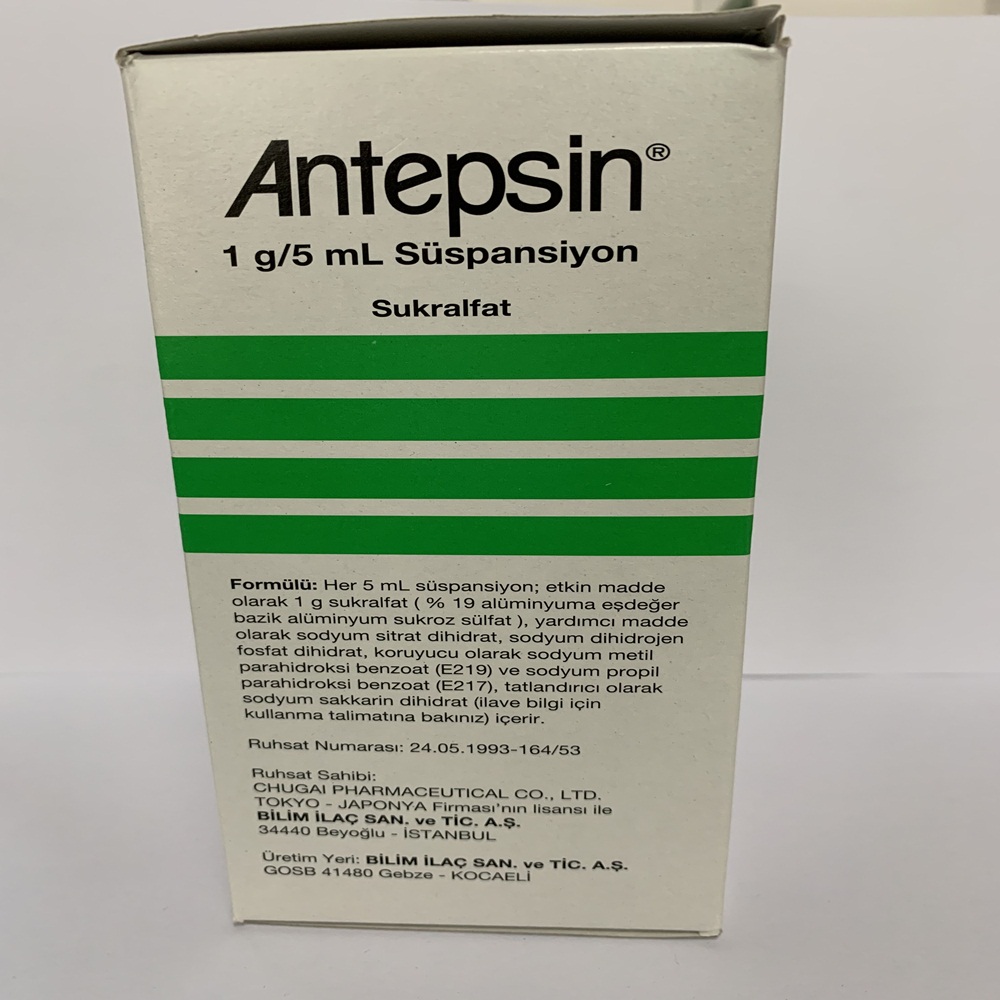 Antepsin®
1 g/5 mL Süspansiyon
Sukralfat
Formülü: Her 5 mL süspansiyon; etkin madde
olarak 1 g sukralfat ( % 19 alüminyuma eşdeğer
bazik alüminyum sukroz sülfat ), yardımcı madde
olarak sodyum sitrat dihidrat, sodyum dihidrojen
fosfat dihidrat, koruyucu olarak sodyum metil
parahidroksi benzoat (E219) ve sodyum propil
parahidroksi benzoat (E217), tatlandırıcı olarak
sodyum sakkarin dihidrat (ilave bilgi için
kullanma talimatına bakınız) içerir.
Ruhsat Numarası: 24.05.1993-164/53
Ruhsat Sahibi:
CHUGAI PHARMACEUTICAL CO., LTD.
TOKYO - JAPONYA Firması'nın lisansı ile
BİLİM İLAÇ SAN. ve TİC. A.Ş.
34440 Beyoğlu - İSTANBUL
Üretim Yeri: BİLİM İLAÇ SAN. ve TİC. A.Ş.
GOSB 41480 Gebze - KOCAELİ